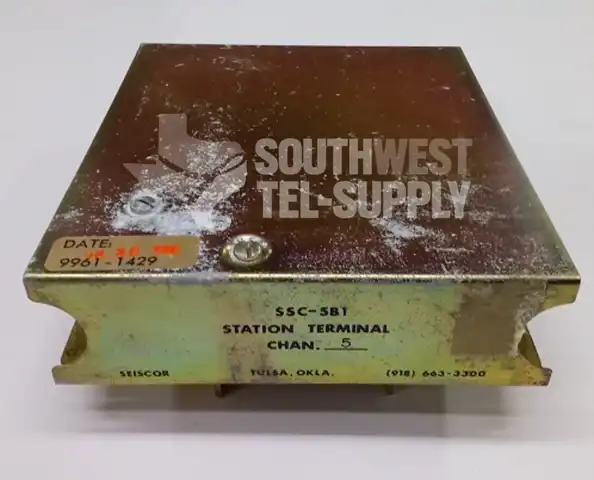 SOUTHWEST
TEL-SUPPLY
DATE:
9961-1429
SSC-5B1
STATION TERMINAL
CHAN. 5
SEISCOR TULSA, OKLA. (918) 663-3300